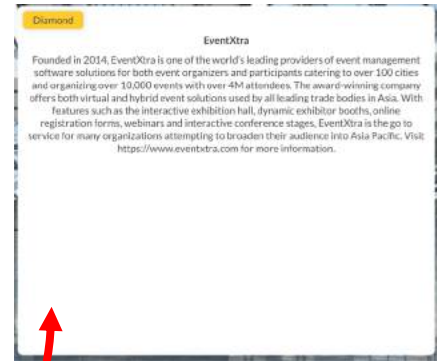 Diamond
EventXtra
Founded in 2014, EventXtra is one of the world's leading providers of event management
software solutions for both event organizers and participants catering to over 100 cities
and organizing over 10,000 events with over 4M attendees. The award-winning company
offers both virtual and hybrid event solutions used by all leading trade bodies in Asia. With
features such as the interactive exhibition hall, dynamic exhibitor booths, online
registration forms, webinars and interactive conference stages, EventXtra is the go to
service for many organizations attempting to broaden their audience into Asia Pacific. Visit
https://www.eventxtra.com for more information.